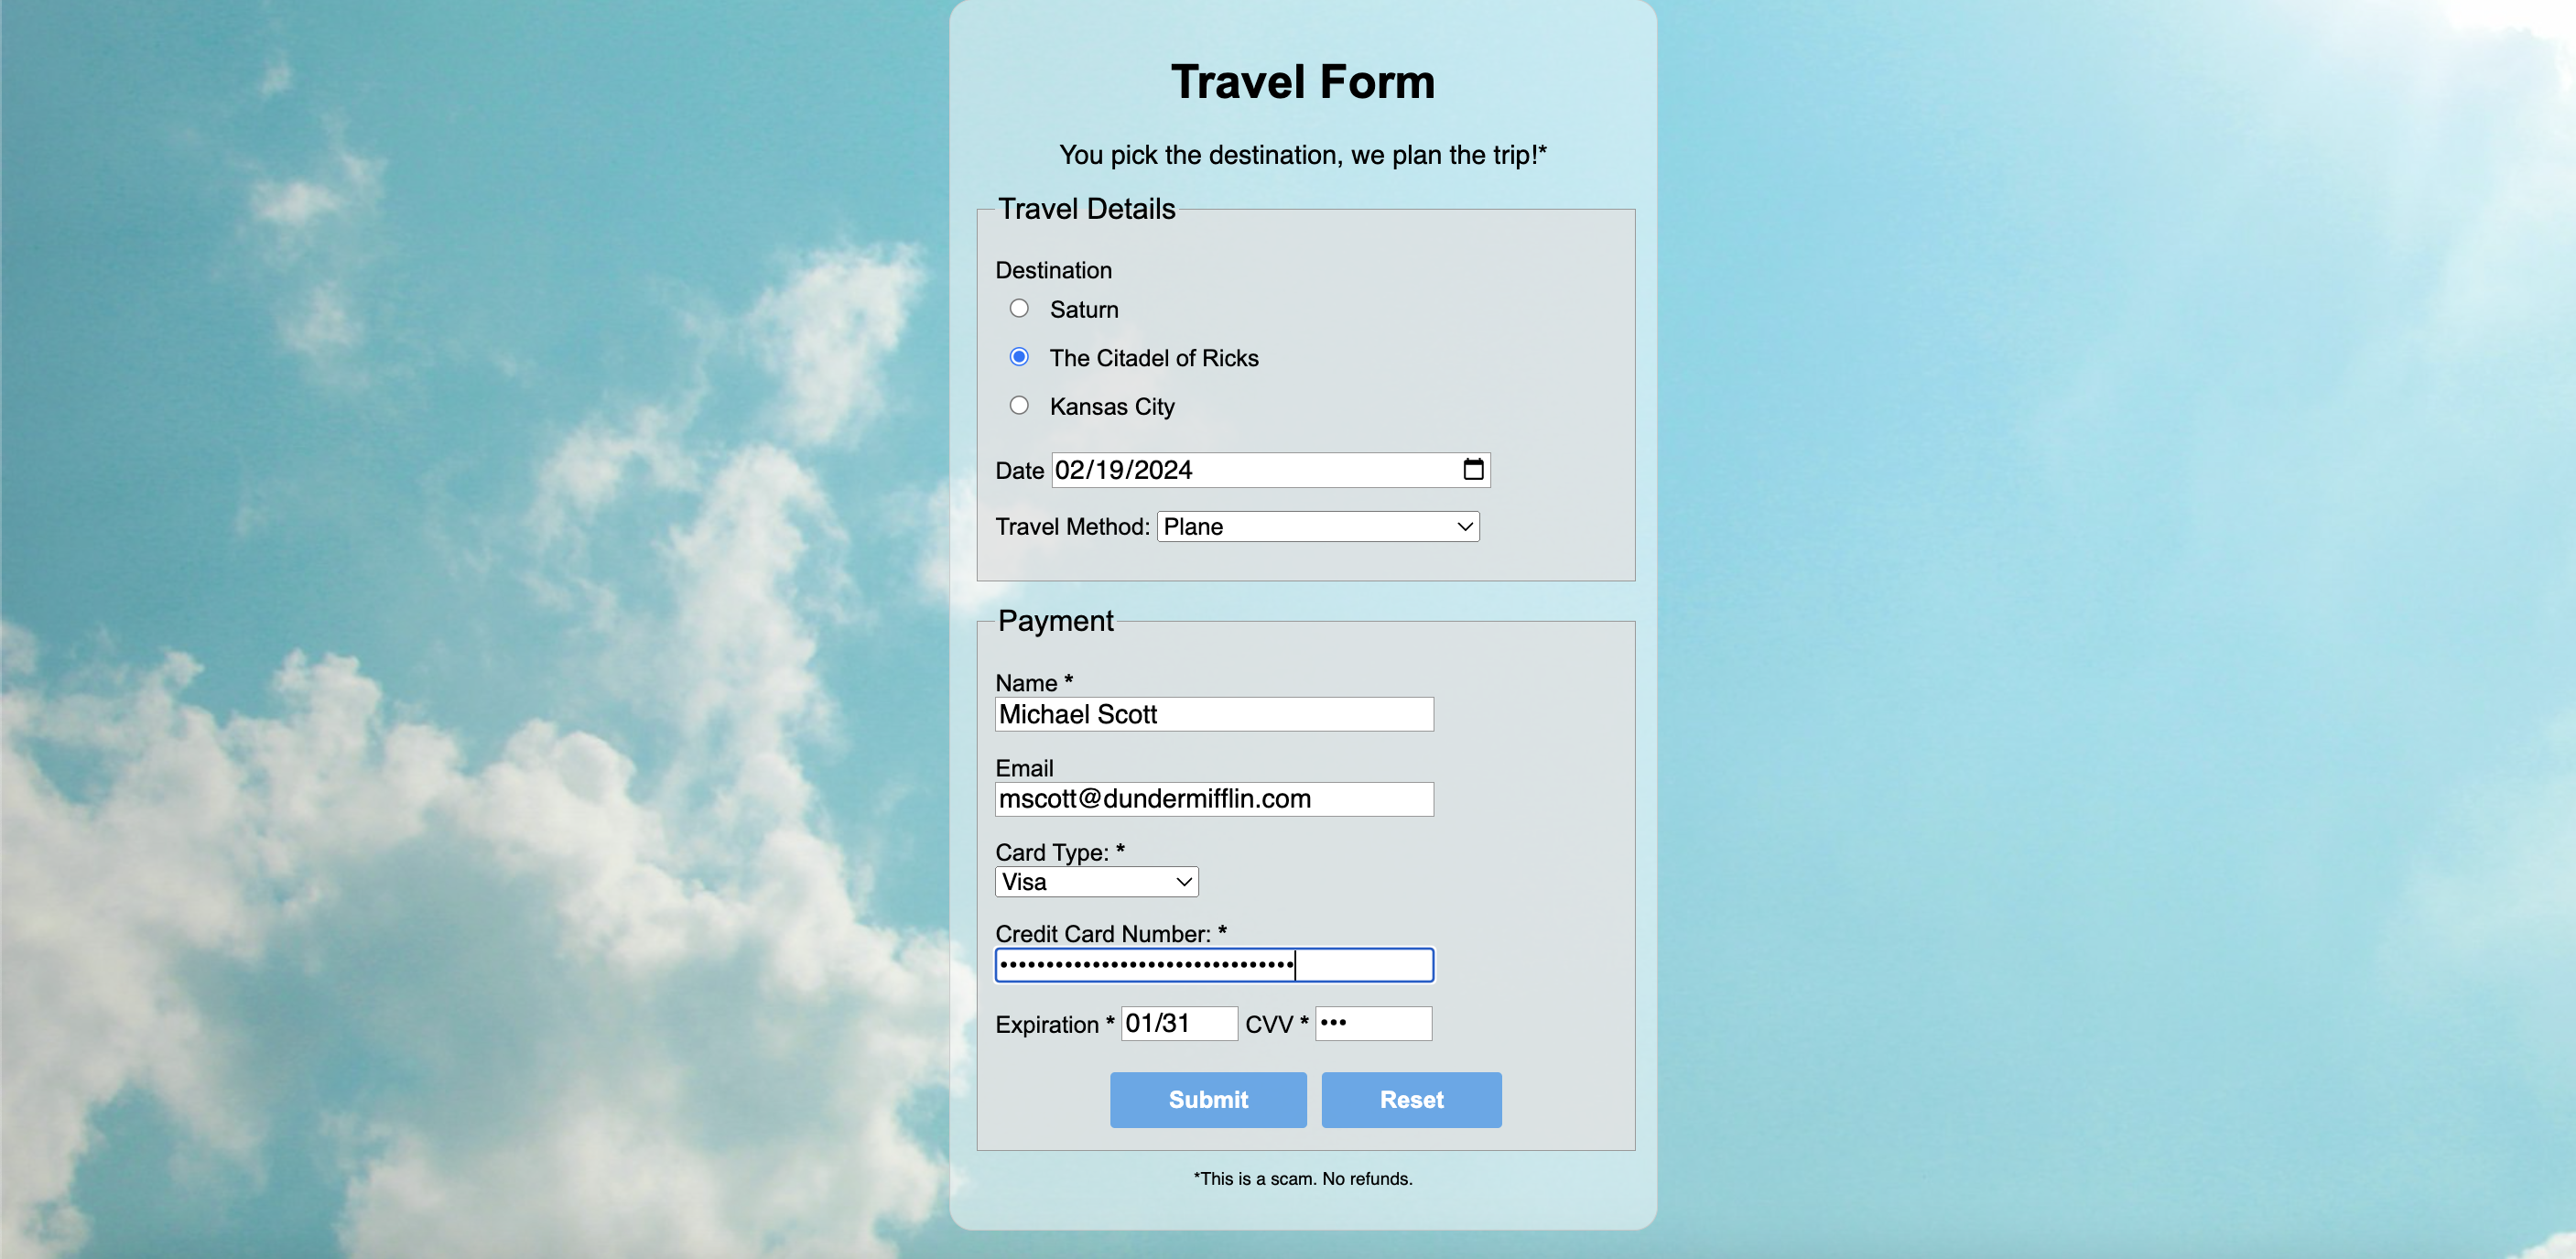 Travel Form
You pick the destination, we plan the trip!*
Travel Details
Destination
Saturn
The Citadel of Ricks
Kansas City
Date 02/19/2024
Travel Method: Plane
Payment
Name *
Michael Scott
Email
mscott@dundermifflin.com
Card Type: *
Visa
Credit Card Number: *
••••••••••••••••••••••••••••••••
Expiration * 01/31 CVV * •••
Submit Reset
*This is a scam. No refunds.